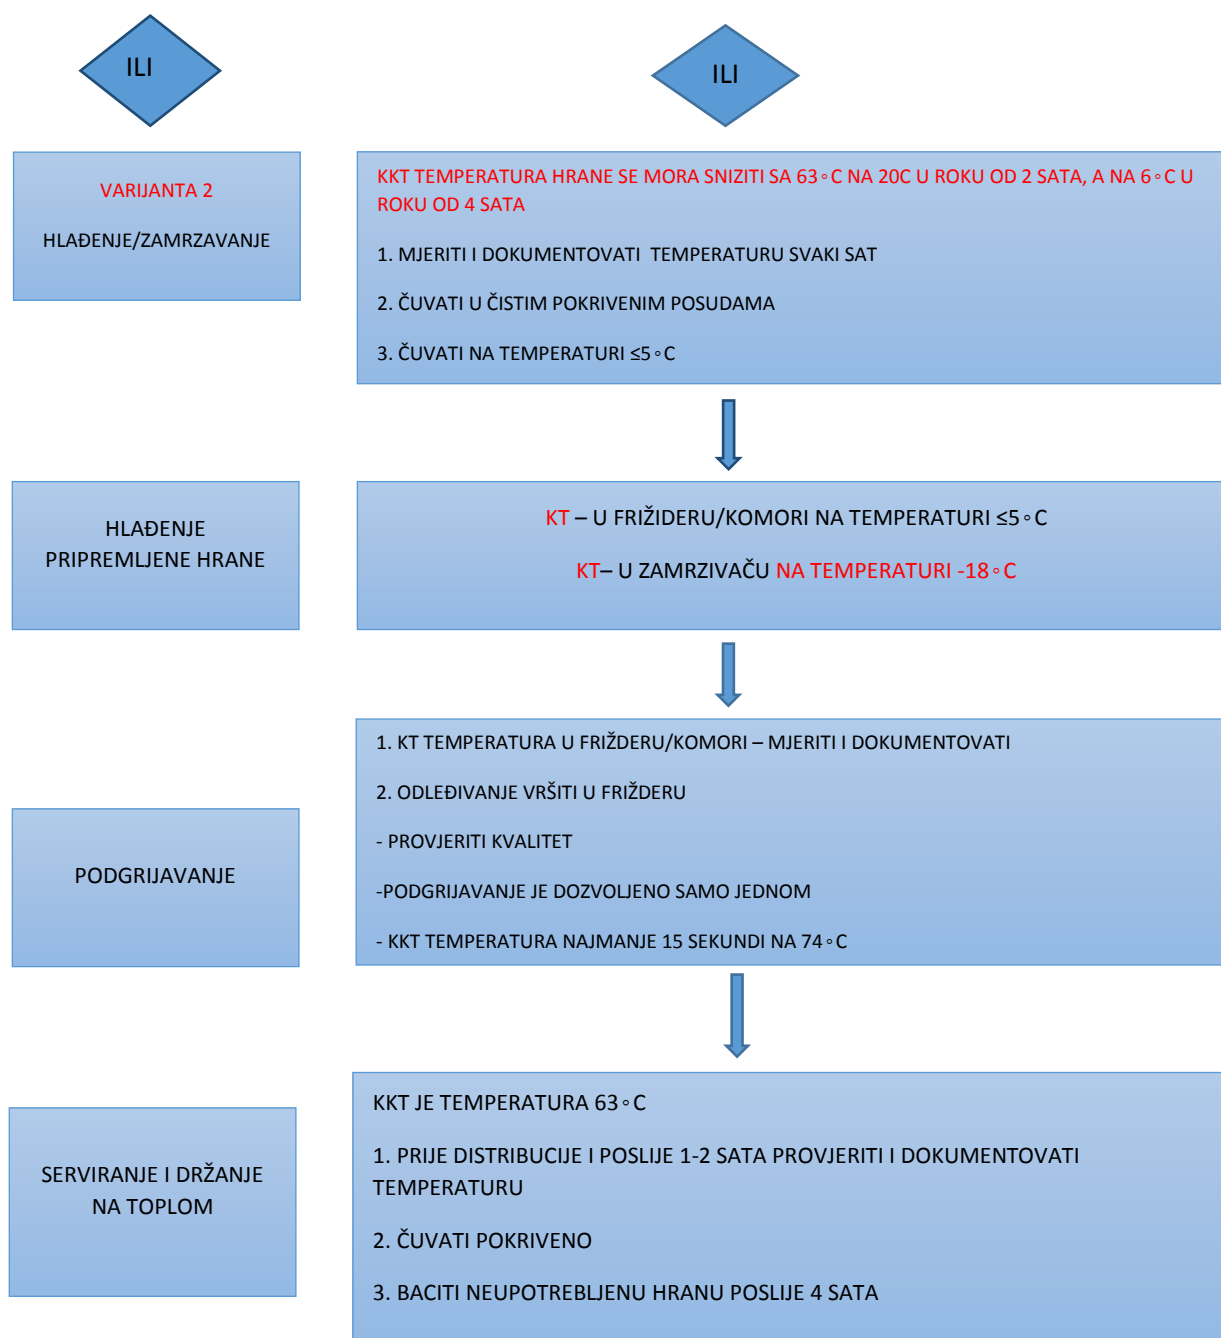 ILI
ILI
VARIJANTA 2
HLAĐENJE/ZAMRZAVANJE
KKT TEMPERATURA HRANE SE MORA SNIZITI SA 63◦C NA 20C U ROKU OD 2 SATA, A NA 6◦C U
ROKU OD 4 SATA
1. MJERITI I DOKUMENTOVATI  TEMPERATURU SVAKI SAT
2. ČUVATI U ČISTIM POKRIVENIM POSUDAMA
3. ČUVATI NA TEMPERATURI ≤5◦C
HLAĐENJE
PRIPREMLJENE HRANE
KT – U FRIŽIDERU/KOMORI NA TEMPERATURI ≤5◦C
KT– U ZAMRZIVAČU NA TEMPERATURI -18◦C
PODGRIJAVANJE
1. KT TEMPERATURA U FRIŽDERU/KOMORI – MJERITI I DOKUMENTOVATI
2. ODLEĐIVANJE VRŠITI U FRIŽDERU
- PROVJERITI KVALITET
-PODGRIJAVANJE JE DOZVOLJENO SAMO JEDNOM
- KKT TEMPERATURA NAJMANJE 15 SEKUNDI NA 74◦C
SERVIRANJE I DRŽANJE
NA TOPLOM
KKT JE TEMPERATURA 63◦C
1. PRIJE DISTRIBUCIJE I POSLIJE 1-2 SATA PROVJERITI I DOKUMENTOVATI
TEMPERATURU
2. ČUVATI POKRIVENO
3. BACITI NEUPOTREBLJENU HRANU POSLIJE 4 SATA